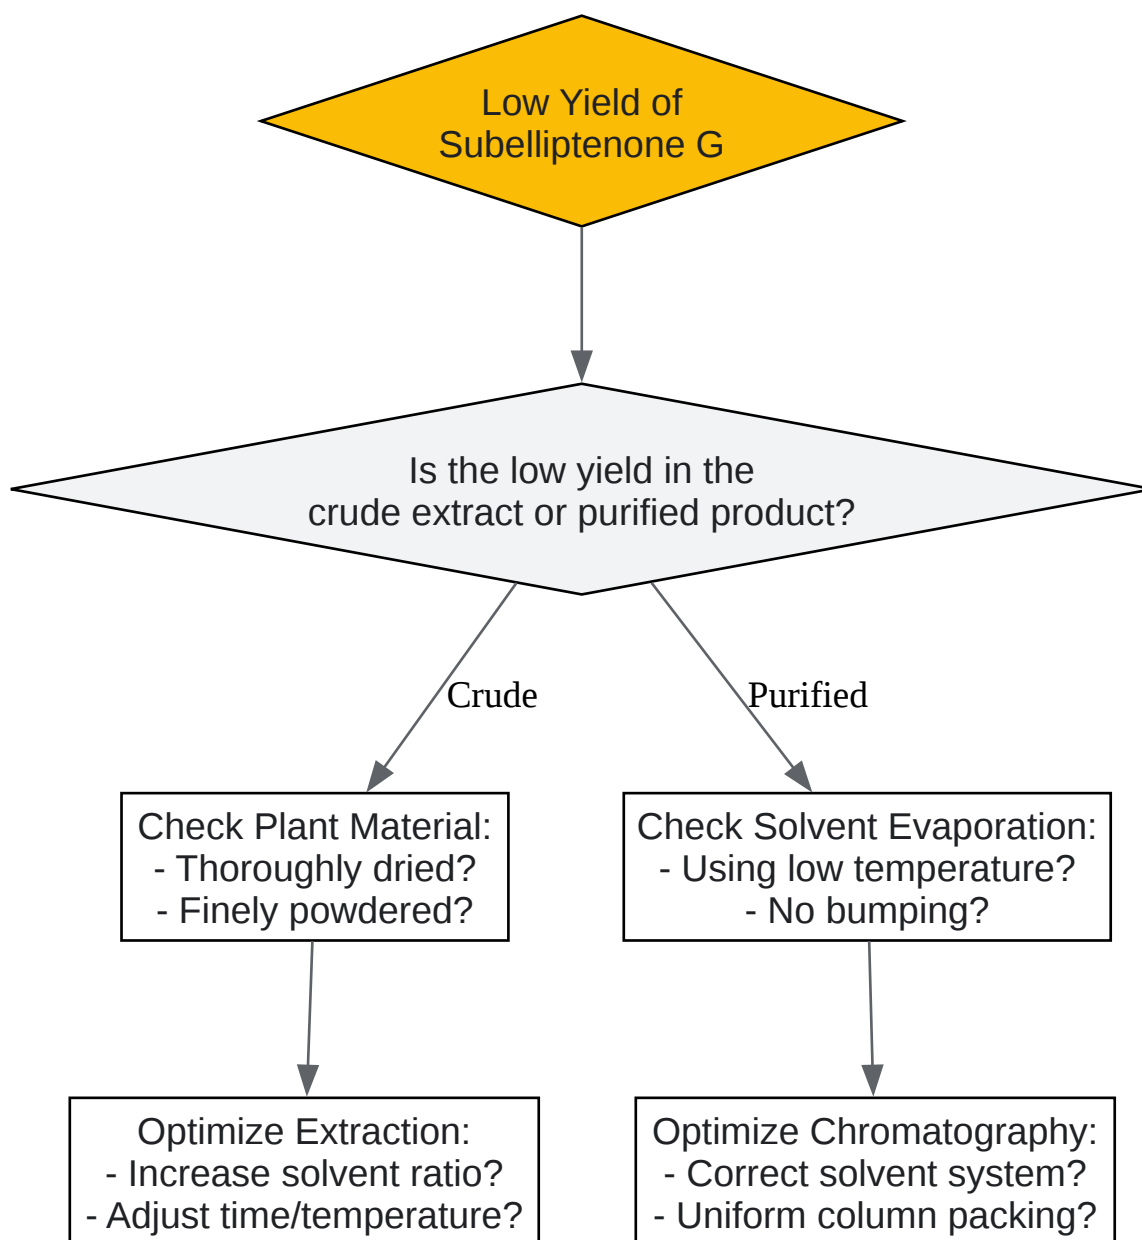 Low Yield of
Subelliptenone G
Is the low yield in the
crude extract or purified product?
Crude
Purified
Check Plant Material:
- Thoroughly dried?
- Finely powdered?
Check Solvent Evaporation:
- Using low temperature?
- No bumping?
Optimize Extraction:
- Increase solvent ratio?
- Adjust time/temperature?
Optimize Chromatography:
- Correct solvent system?
- Uniform column packing?